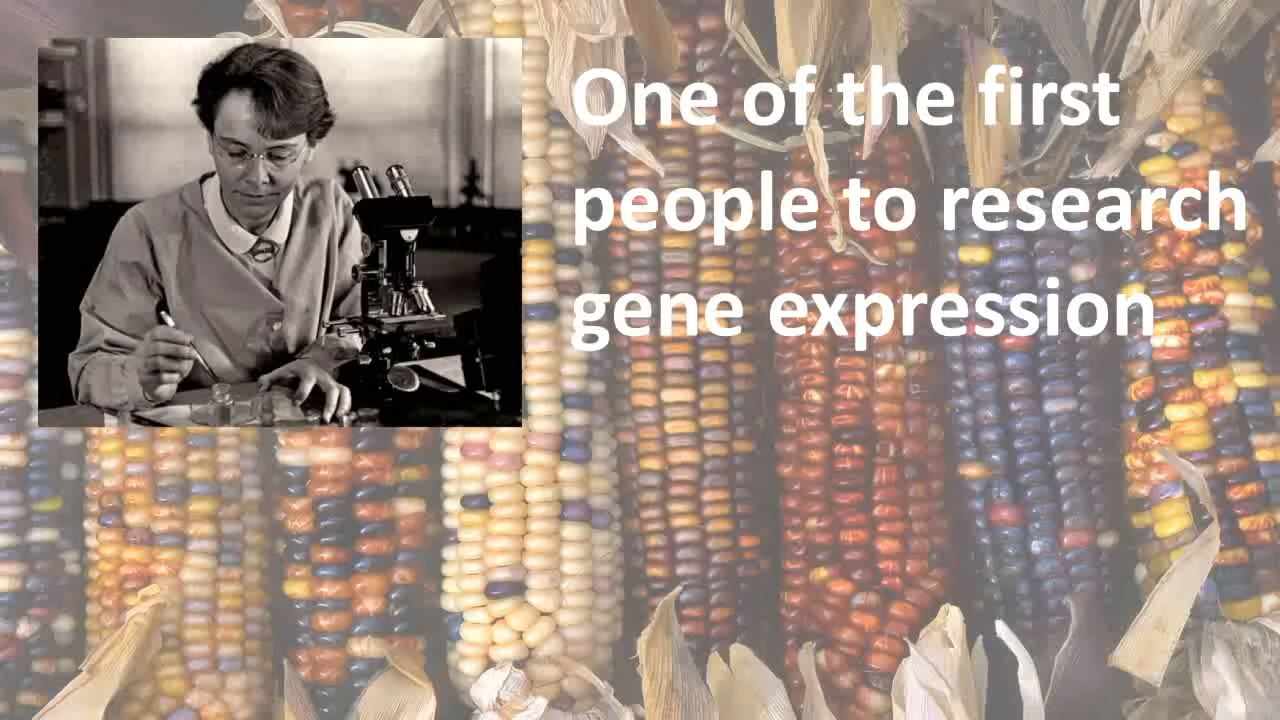 One of the first
people to research
gene expression